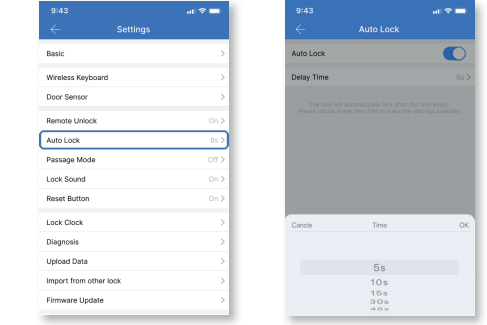 9:43
Settings
Basic
Wireless Keyboard
Door Sensor
Remote Unlock On
Auto Lock 8s
Passage Mode Off
Lock Sound On
Reset Button On
Lock Clock
Diagnosis
Upload Data
Import from other lock
Firmware Update
9:43
Auto Lock
Auto Lock
Delay Time 8s
The lock will automatically lock after the time delay.
Please unlock it one time first to make the settings available
Cancle Time OK
5s
10s
15s
30s
45s